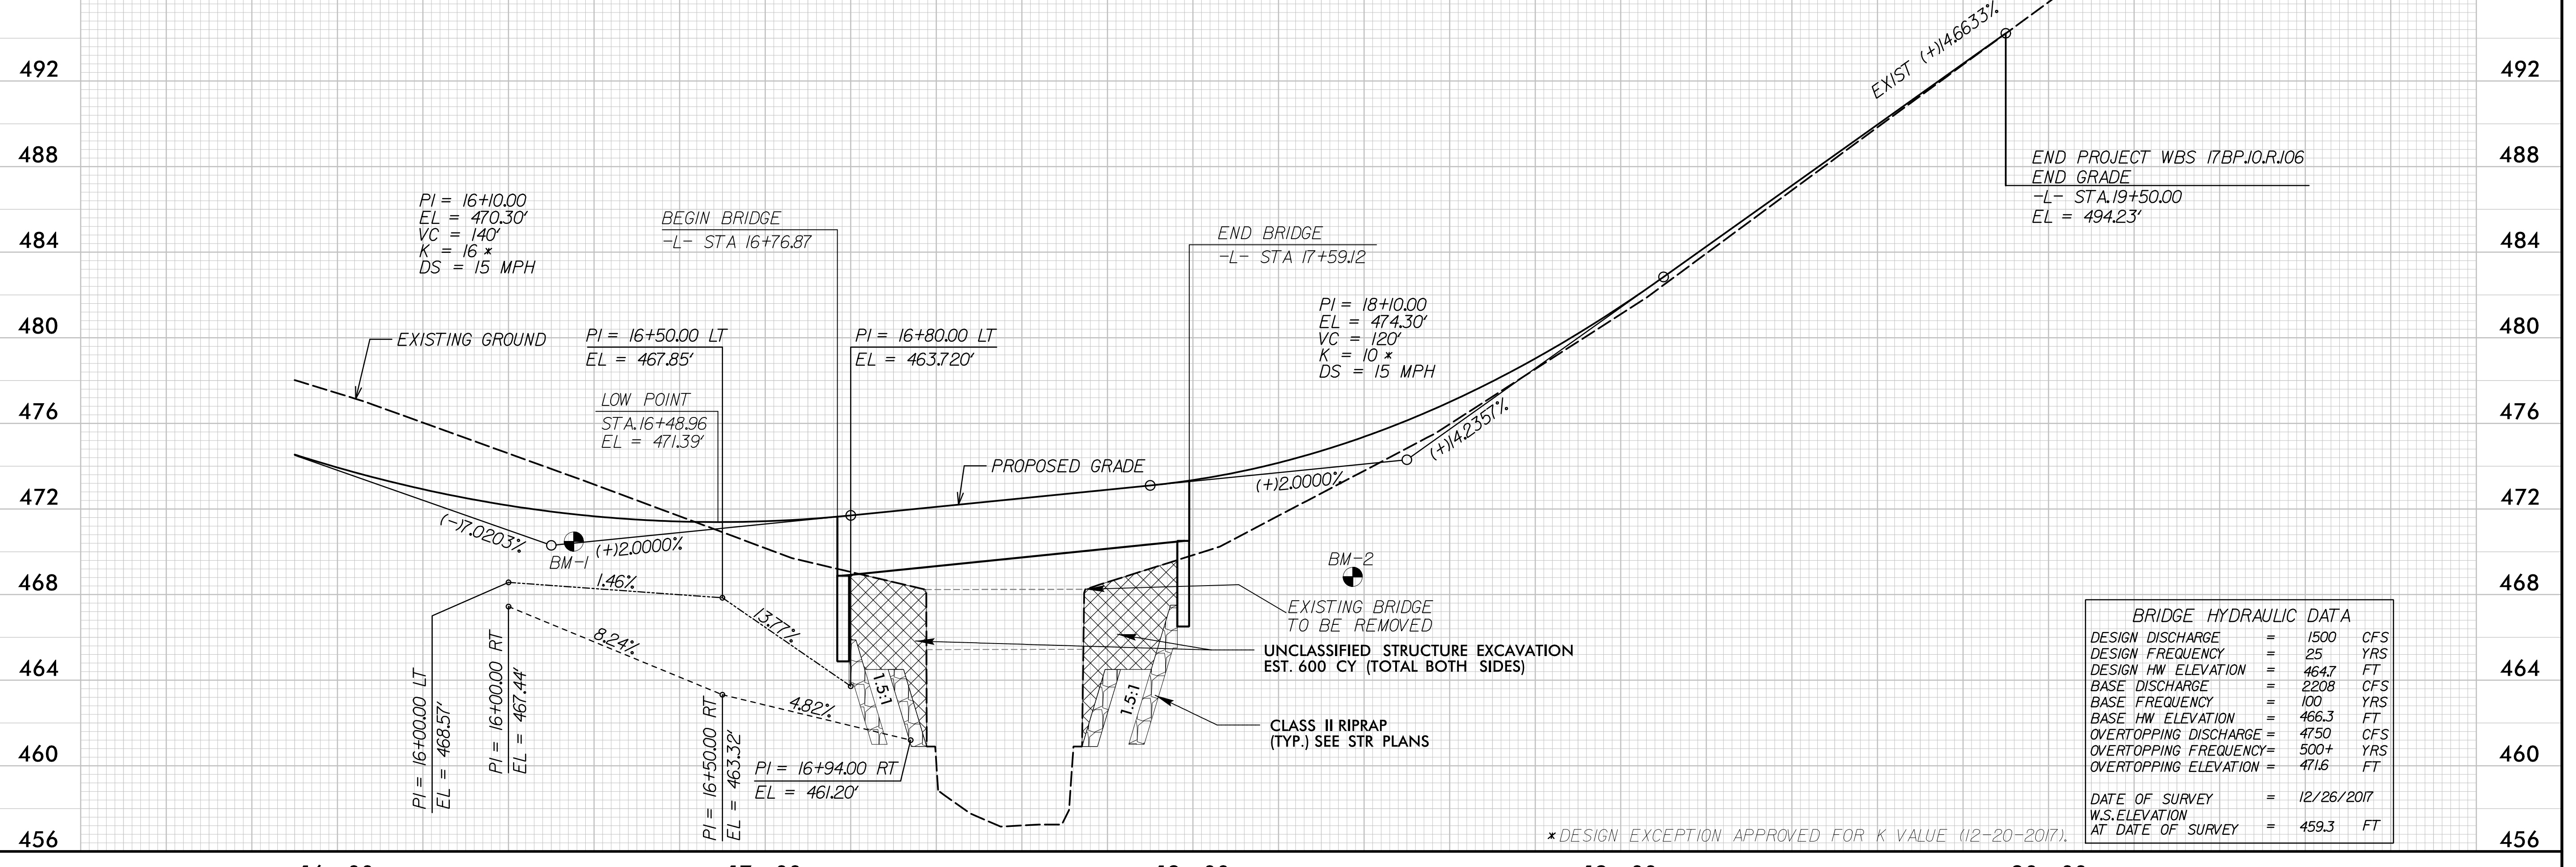 492
488
484
480
476
472
468
464
460
456
PI = 16+10.00
EL = 470.30'
VC = 140'
K = 16 *
DS = 15 MPH
BEGIN BRIDGE
-L- STA 16+76.87
EXISTING GROUND
PI = 16+50.00 LT
EL = 467.85'
PI = 16+80.00 LT
EL = 463.720'
LOW POINT
STA.16+48.96
EL = 471.39'
PROPOSED GRADE
(-)7.0203%
BM-1
(+)2.0000%
1.46%
13.77%
8.24%
4.82%
PI = 16+00.00 LT
EL = 468.57'
PI = 16+00.00 RT
EL = 467.44'
PI = 16+50.00 RT
EL = 463.32'
PI = 16+94.00 RT
EL = 461.20'
1.5:1
1.5:1
END BRIDGE
-L- STA 17+59.12
PI = 18+10.00
EL = 474.30'
VC = 120'
K = 10 *
DS = 15 MPH
(+)2.0000%
(+)14.2357%
BM-2
EXISTING BRIDGE
TO BE REMOVED
UNCLASSIFIED STRUCTURE EXCAVATION
EST. 600 CY (TOTAL BOTH SIDES)
CLASS II RIPRAP
(TYP.) SEE STR PLANS
EXIST (+)14.6633%
END PROJECT WBS 17BP.10.R.106
END GRADE
-L- STA.19+50.00
EL = 494.23'
BRIDGE HYDRAULIC DATA
DESIGN DISCHARGE = 1500 CFS
DESIGN FREQUENCY = 25 YRS
DESIGN HW ELEVATION = 464.7 FT
BASE DISCHARGE = 2208 CFS
BASE FREQUENCY = 100 YRS
BASE HW ELEVATION = 466.3 FT
OVERTOPPING DISCHARGE = 4750 CFS
OVERTOPPING FREQUENCY= 500+ YRS
OVERTOPPING ELEVATION = 471.6 FT
DATE OF SURVEY = 12/26/2017
W.S.ELEVATION
AT DATE OF SURVEY = 459.3 FT
* DESIGN EXCEPTION APPROVED FOR K VALUE (12-20-2017).
492
488
484
480
476
472
468
464
460
456